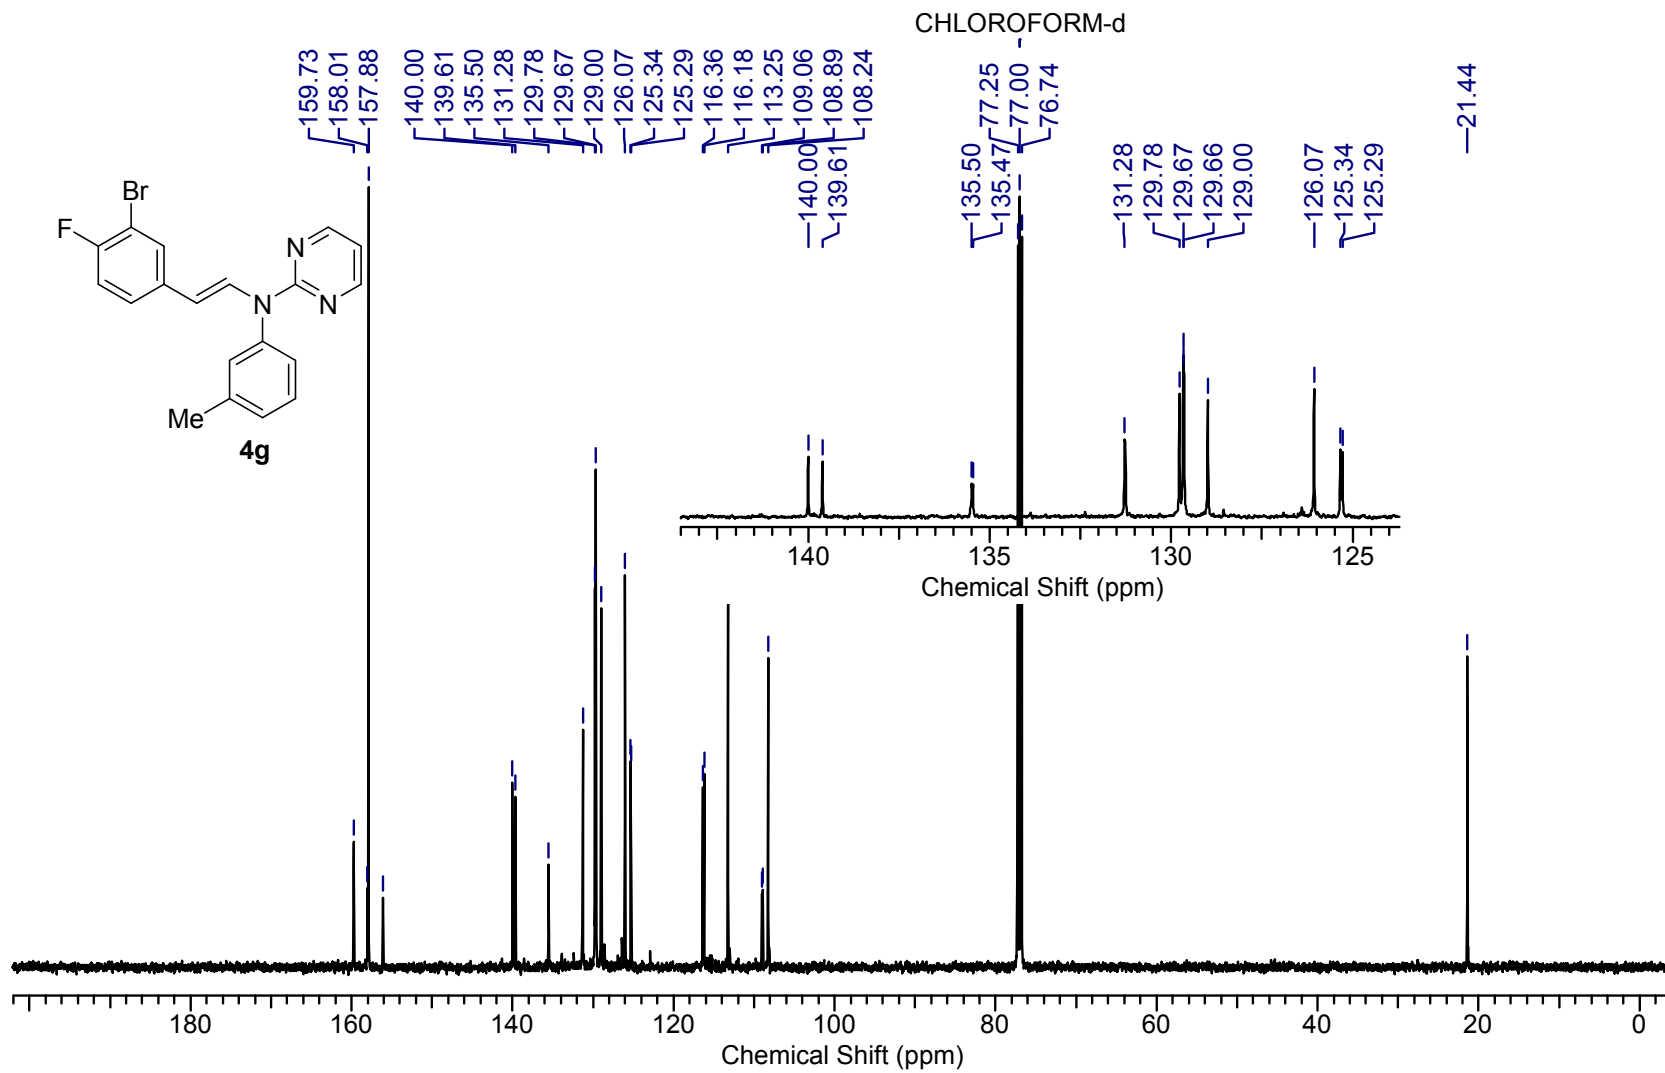 CHLOROFORM-d
159.73
158.01
157.88
140.00
139.61
135.50
131.28
129.78
129.67
129.00
126.07
125.34
125.29
116.36
116.18
113.25
109.06
108.89
108.24
77.25
77.00
76.74
21.44
140.00
139.61
135.50
135.47
131.28
129.78
129.67
129.66
129.00
126.07
125.34
125.29
Br
F
N
N
N
Me
4g
140 135 130 125
Chemical Shift (ppm)
180 160 140 120 100 80 60 40 20 0
Chemical Shift (ppm)